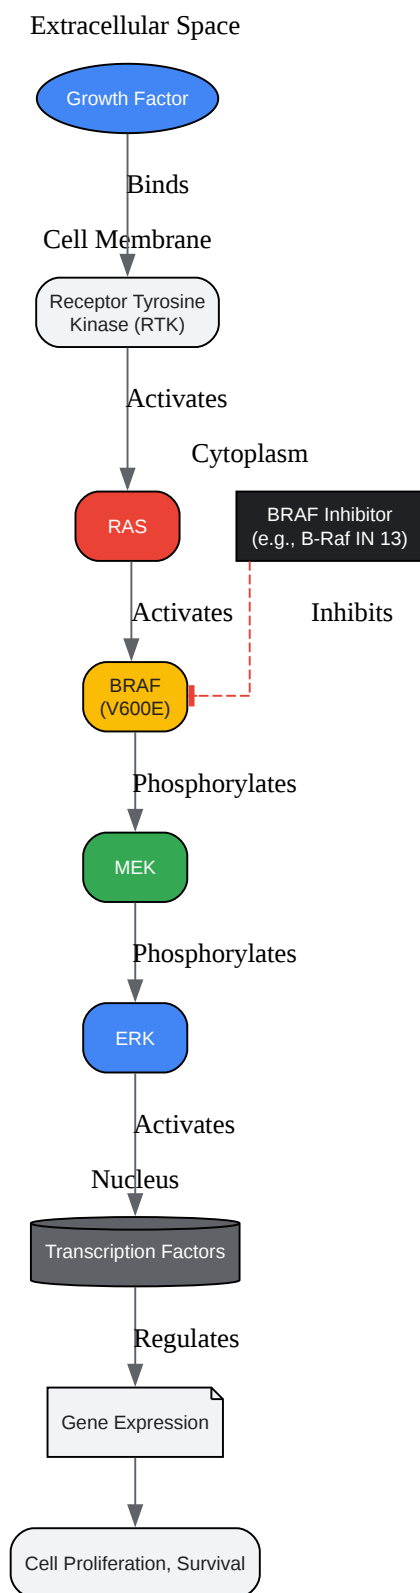 Extracellular Space
Growth Factor
Binds
Cell Membrane
Receptor Tyrosine
Kinase (RTK)
Activates
Cytoplasm
RAS
BRAF Inhibitor
(e.g., B-Raf IN 13)
Activates
Inhibits
BRAF
(V600E)
Phosphorylates
MEK
Phosphorylates
ERK
Activates
Nucleus
Transcription Factors
Regulates
Gene Expression
Cell Proliferation, Survival